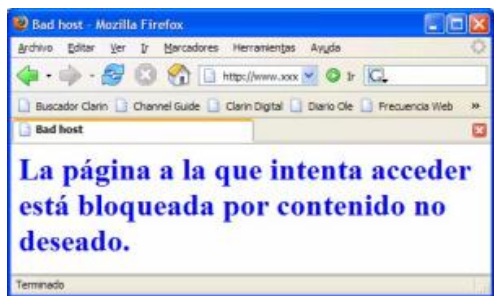 Bad host - Mozilla Firefox
Archivo Editar Ver Ir Marcadores Herramientas Ayuda
http://www.xxx Ir
Buscador Clarin Channel Guide Clarin Digital Diario Ole Frecuencia Web »
Bad host
La página a la que intenta acceder
está bloqueada por contenido no
deseado.
Terminado